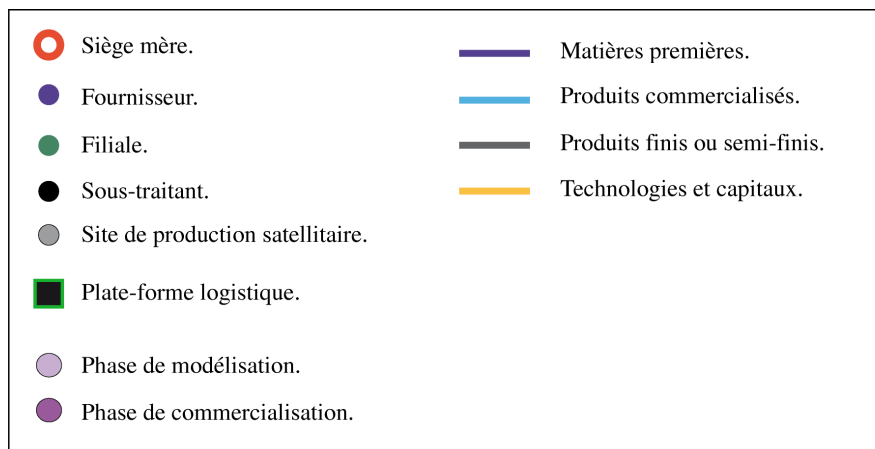 Siège mère.
Fournisseur.
Filiale.
Sous-traitant.
Site de production satellitaire.
Plate-forme logistique.
Phase de modélisation.
Phase de commercialisation.
Matières premières.
Produits commercialisés.
Produits finis ou semi-finis.
Technologies et capitaux.